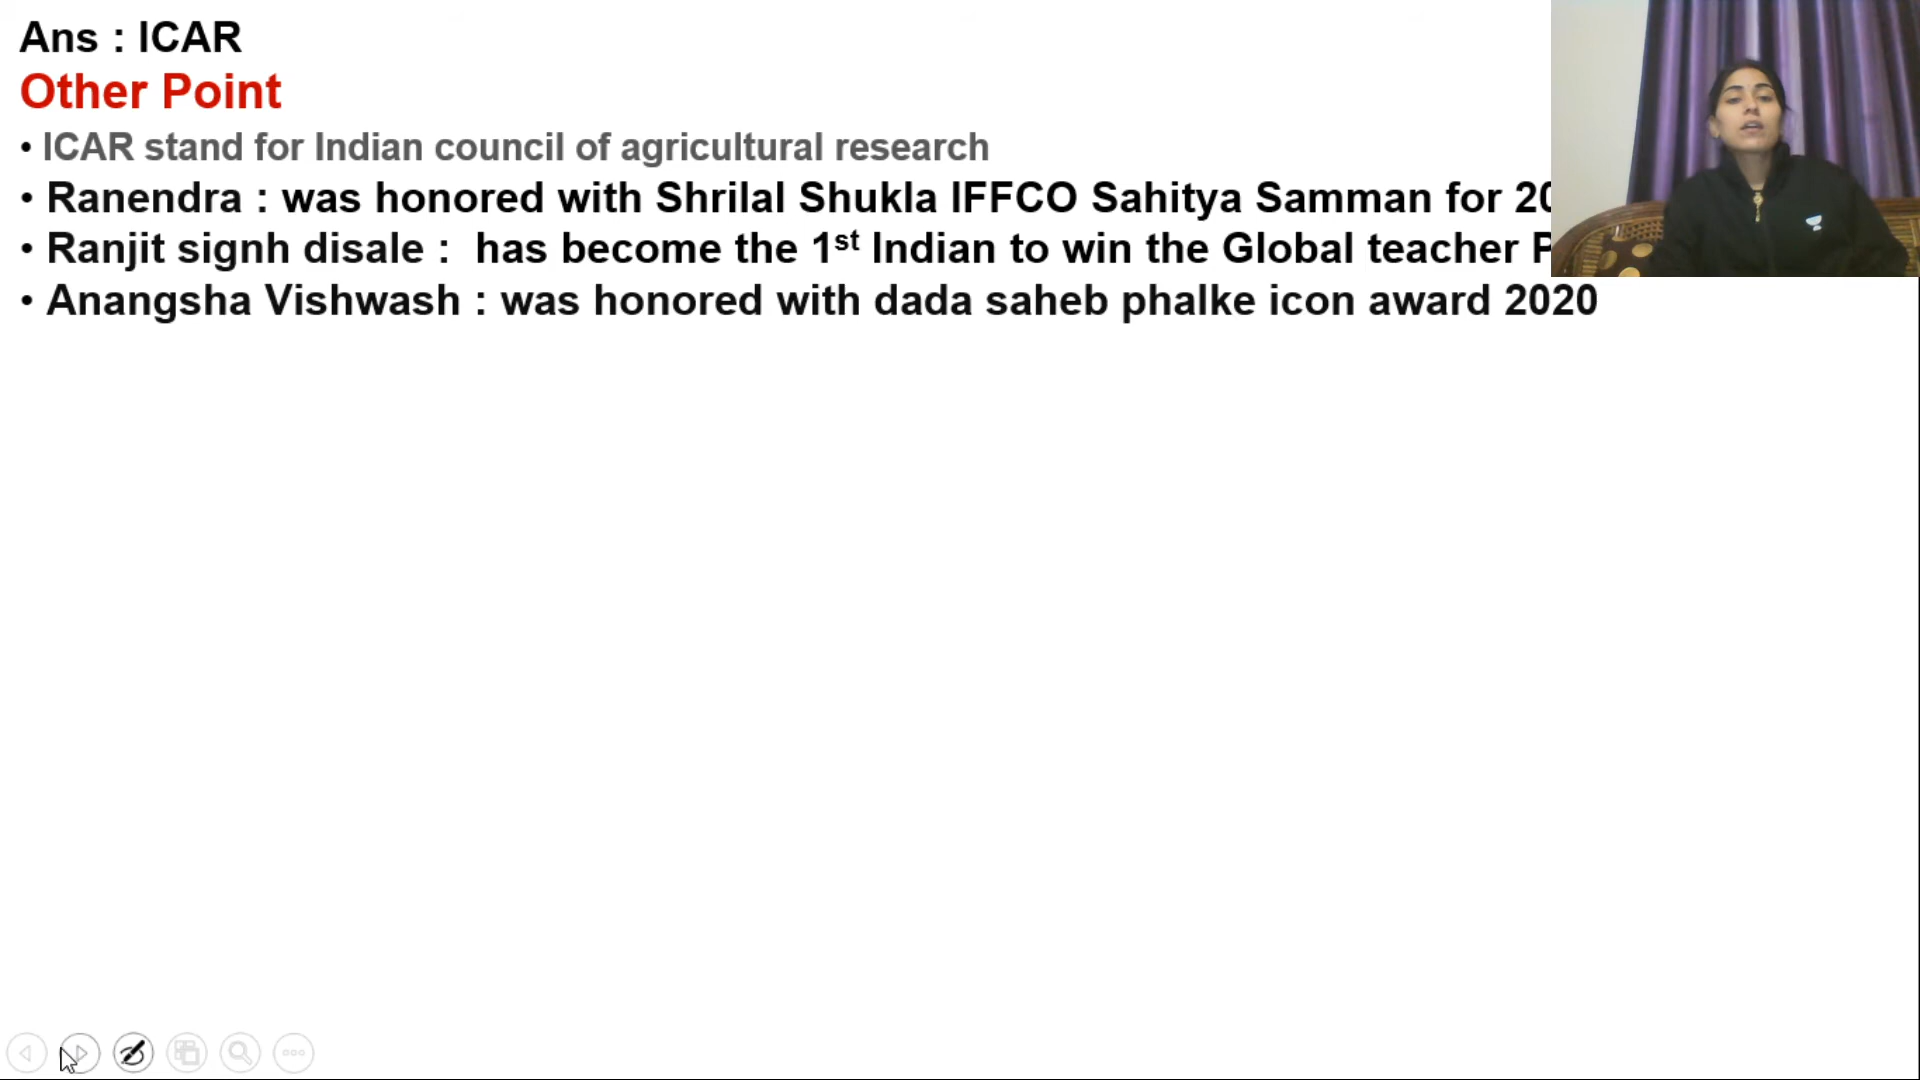 Ans : ICAR
Other Point
• ICAR stand for Indian council of agricultural research
• Ranendra : was honored with Shrilal Shukla IFFCO Sahitya Samman for
• Ranjit signh disale : has become the 1st Indian to win the Global teacher
• Anangsha Vishwash : was honored with dada saheb phalke icon award 2020